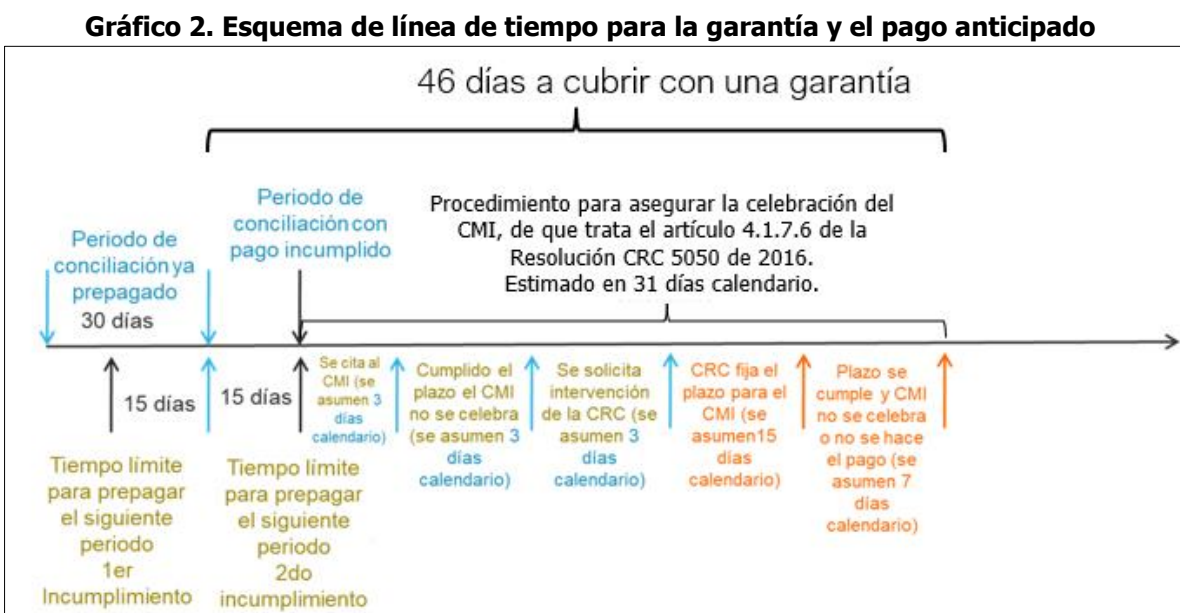 Gráfico 2. Esquema de línea de tiempo para la garantía y el pago anticipado
46 días a cubrir con una garantía
Periodo de
conciliación ya
prepagado
30 días
Periodo de
conciliación con
pago incumplido
Procedimiento para asegurar la celebración del
CMI, de que trata el artículo 4.1.7.6 de la
Resolución CRC 5050 de 2016.
Estimado en 31 días calendario.
15 días
15 días
Tiempo límite
para prepagar
el siguiente
periodo
1er
Incumplimiento
Tiempo límite
para prepagar
el siguiente
periodo
2do
incumplimiento
Se cita al
CMI (se
asumen 3
días
calendario)
Cumplido el
plazo el CMI
no se celebra
(se asumen 3
días
calendario)
Se solicita
intervención
de la CRC (se
asumen 3
días
calendario)
CRC fija el
plazo para el
CMI (se
asumen15
días
calendario)
Plazo se
cumple y CMI
no se celebra
o no se hace
el pago (se
asumen 7
días
calendario)